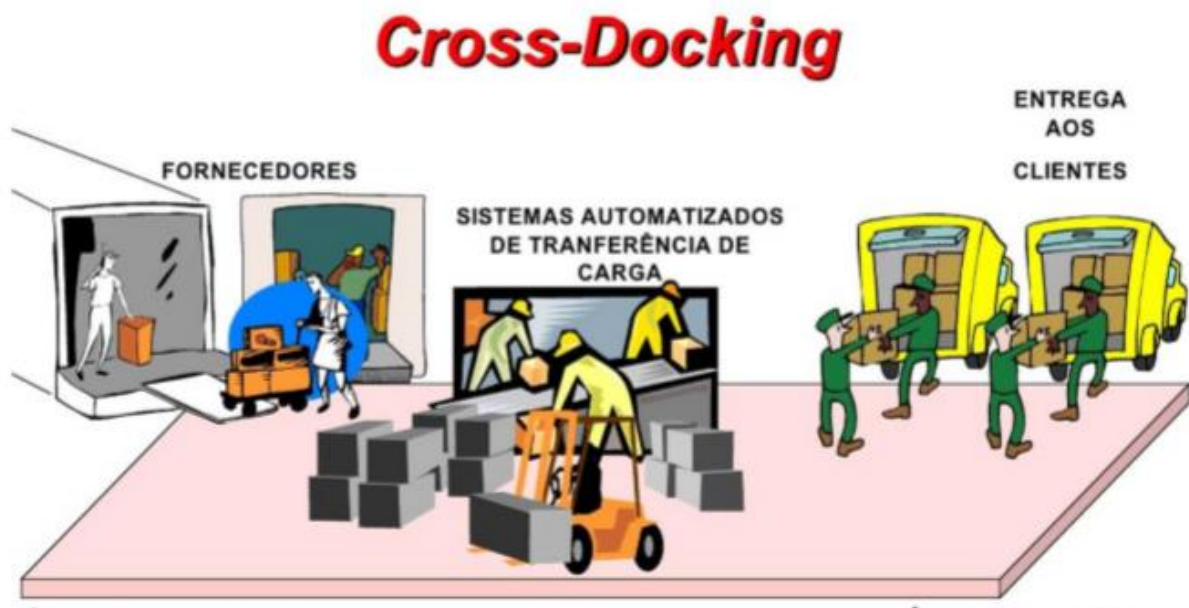 Cross-Docking
FORNECEDORES
SISTEMAS AUTOMATIZADOS
DE TRANFERÊNCIA DE
CARGA
ENTREGA
AOS
CLIENTES